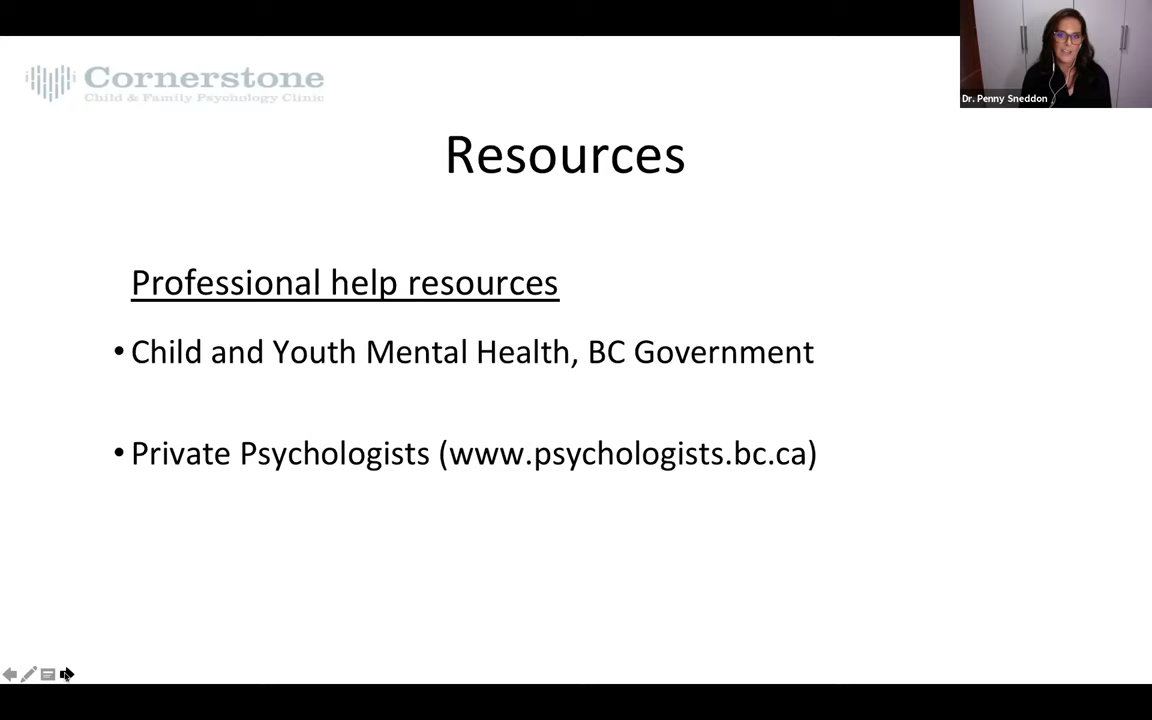 Cornerstone
Child & Family Psychology Clinic
Dr. Penny Sneddon
Resources
Professional help resources
• Child and Youth Mental Health, BC Government
• Private Psychologists (www.psychologists.bc.ca)